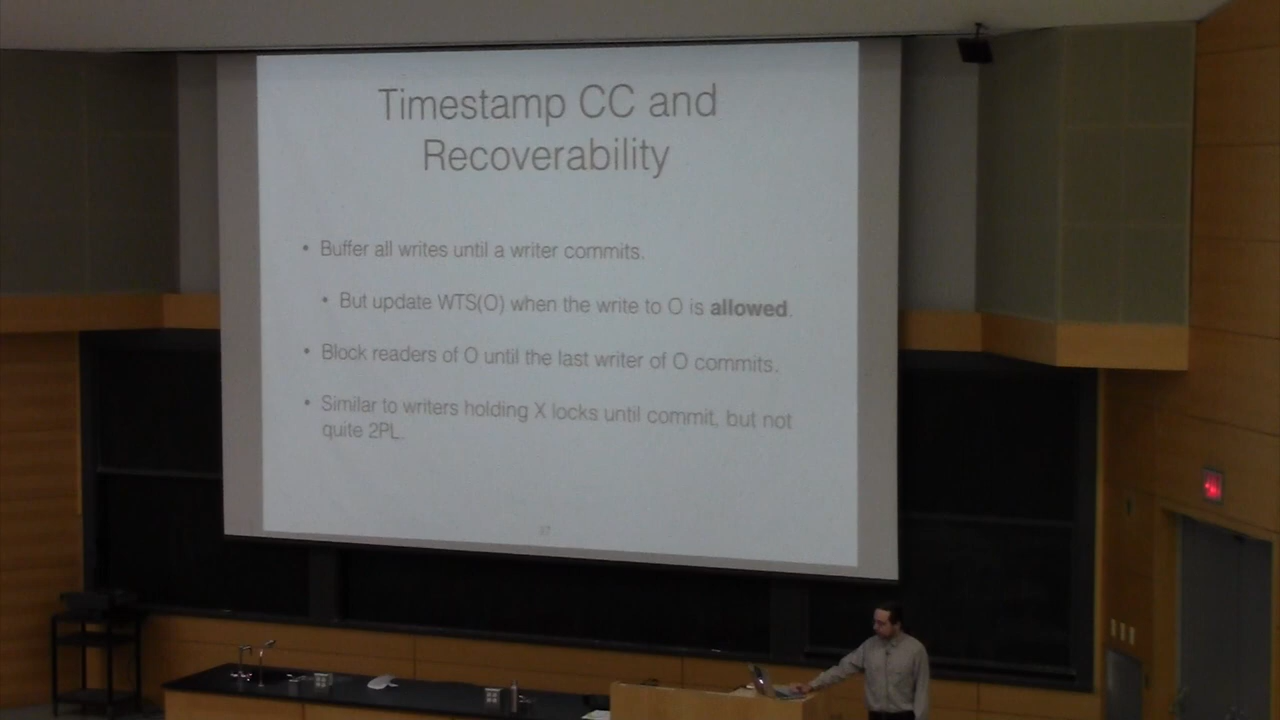 Timestamp CC and
Recoverability
• Buffer all writes until a writer commits.
• But update WTS(O) when the write to O is allowed.
• Block readers of O until the last writer of O commits.
• Similar to writers holding X locks until commit, but not
quite 2PL.